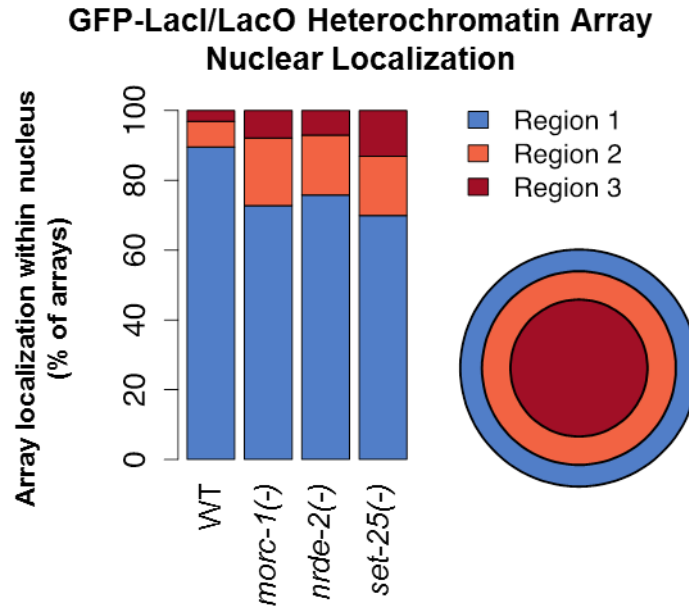 GFP-LacI/LacO Heterochromatin Array
Nuclear Localization
Array localization within nucleus
(% of arrays)
100
80
60
40
20
0
WT
morc-1(-)
nrde-2(-)
set-25(-)
Region 1
Region 2
Region 3